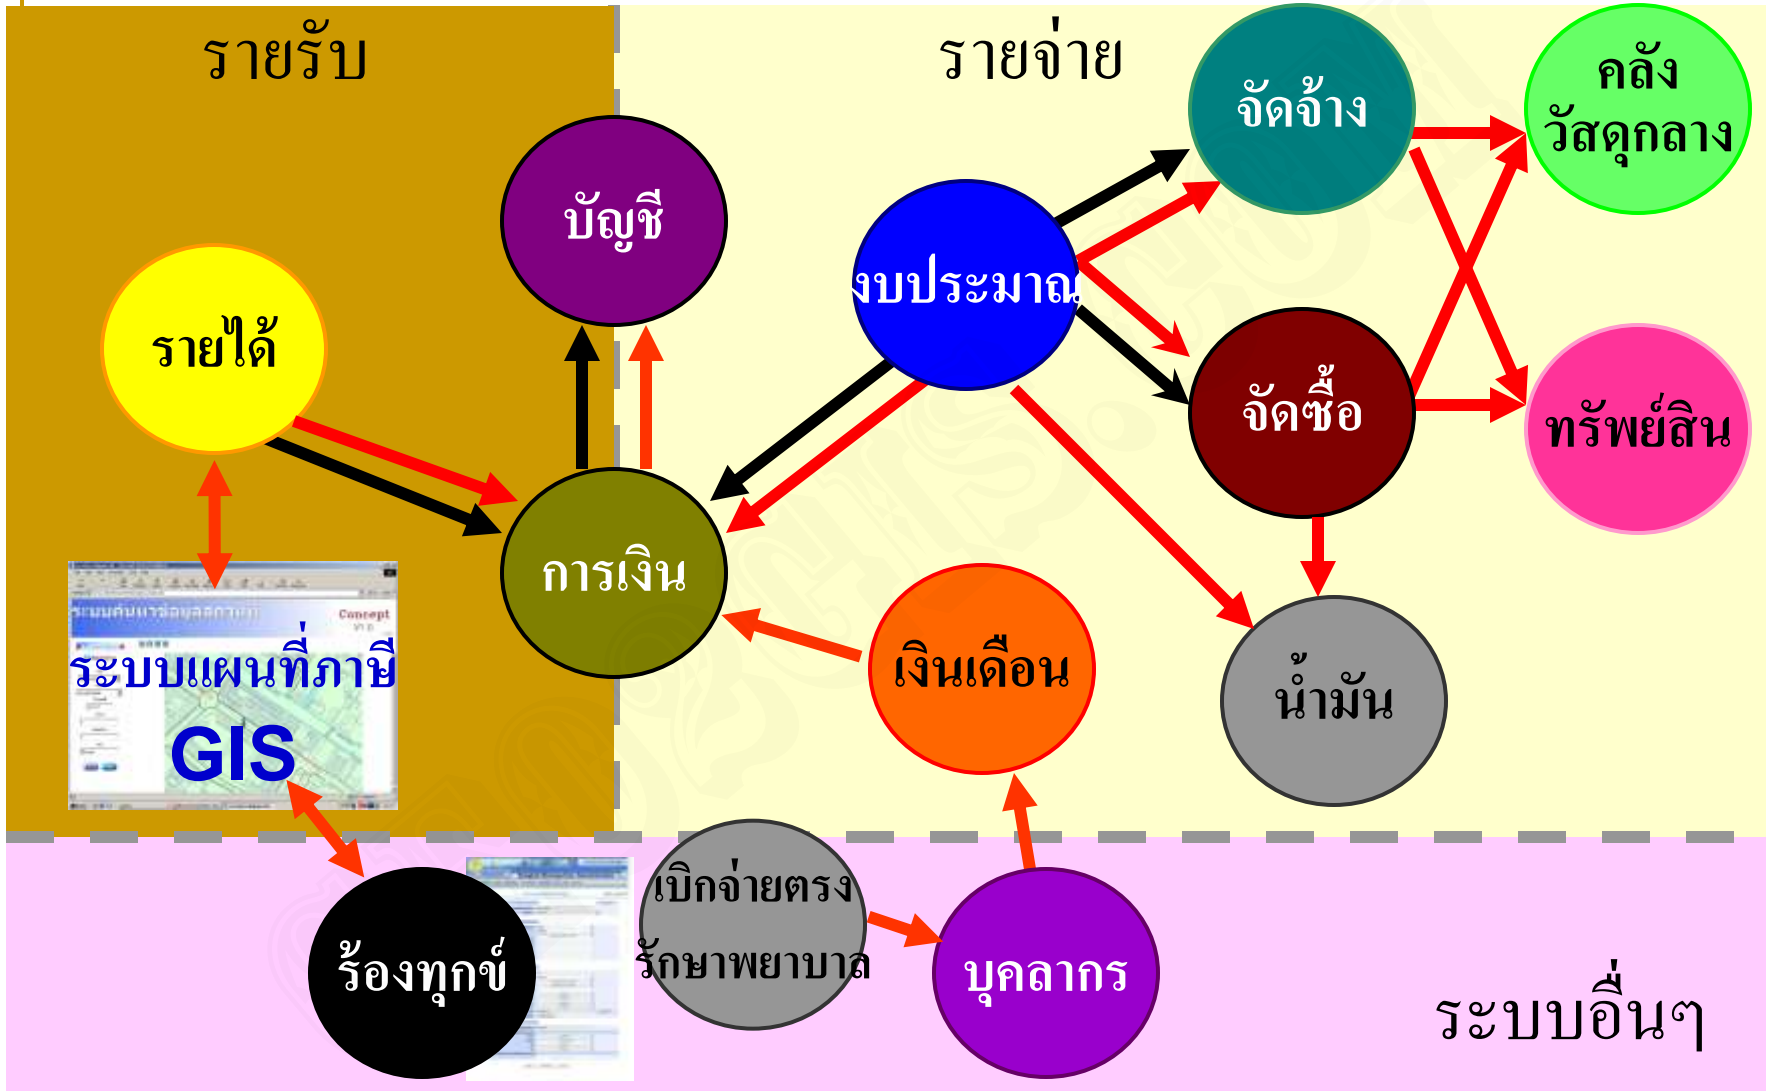 รายรับ
รายจ่าย
จัดจ้าง
คลัง
วัสดุกลาง
บัญชี
งบประมาณ
รายได้
จัดซื้อ
ทรัพย์สิน
การเงิน
Concept
ระบบแผนที่ภาษี
GIS
เงินเดือน
น้ำมัน
เบิกจ่ายตรง
รักษาพยาบาล
ร้องทุกข์
บุคลากร
ระบบอื่นๆ